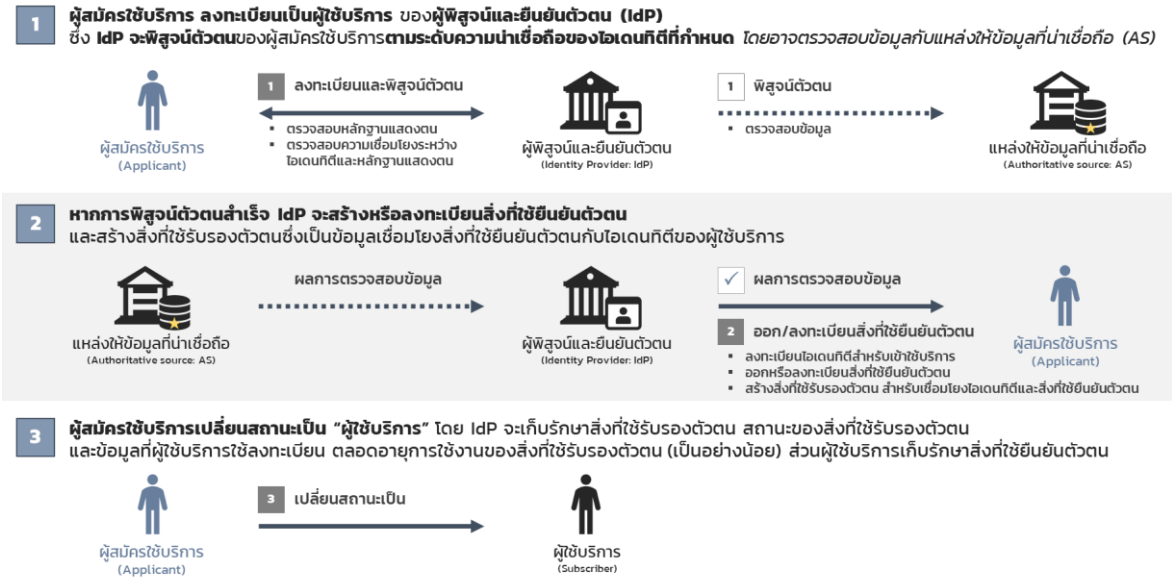 1
ผู้สมัครใช้บริการ ลงทะเบียนเป็นผู้ใช้บริการ ของผู้พิสูจน์และยืนยันตัวตน (IdP)
ซึ่ง IdP จะพิสูจน์ตัวตนของผู้สมัครใช้บริการตามระดับความน่าเชื่อถือของไอเดนทิตีที่กำหนด โดยอาจตรวจสอบข้อมูลกับแหล่งให้ข้อมูลที่น่าเชื่อถือ (AS)
1 ลงทะเบียนและพิสูจน์ตัวตน
▪ ตรวจสอบหลักฐานแสดงตน
▪ ตรวจสอบความเชื่อมโยงระหว่าง
ไอเดนทิตีและหลักฐานแสดงตน
1 พิสูจน์ตัวตน
▪ ตรวจสอบข้อมูล
ผู้สมัครใช้บริการ
(Applicant)
ผู้พิสูจน์และยืนยันตัวตน
(Identity Provider: IdP)
แหล่งให้ข้อมูลที่น่าเชื่อถือ
(Authoritative source: AS)
2
หากการพิสูจน์ตัวตนสำเร็จ IdP จะสร้างหรือลงทะเบียนสิ่งที่ใช้ยืนยันตัวตน
และสร้างสิ่งที่ใช้รับรองตัวตนซึ่งเป็นข้อมูลเชื่อมโยงสิ่งที่ใช้ยืนยันตัวตนกับไอเดนทิตีของผู้ใช้บริการ
ผลการตรวจสอบข้อมูล
✓ ผลการตรวจสอบข้อมูล
แหล่งให้ข้อมูลที่น่าเชื่อถือ
(Authoritative source: AS)
ผู้พิสูจน์และยืนยันตัวตน
(Identity Provider: IdP)
2 ออก/ลงทะเบียนสิ่งที่ใช้ยืนยันตัวตน
▪ ลงทะเบียนไอเดนทิตีสำหรับเข้าใช้บริการ
▪ ออกหรือลงทะเบียนสิ่งที่ใช้ยืนยันตัวตน
▪ สร้างสิ่งที่ใช้รับรองตัวตน สำหรับเชื่อมโยงไอเดนทิตีและสิ่งที่ใช้ยืนยันตัวตน
ผู้สมัครใช้บริการ
(Applicant)
3
ผู้สมัครใช้บริการเปลี่ยนสถานะเป็น "ผู้ใช้บริการ" โดย IdP จะเก็บรักษาสิ่งที่ใช้รับรองตัวตน สถานะของสิ่งที่ใช้รับรองตัวตน
และข้อมูลที่ผู้ใช้บริการใช้ลงทะเบียน ตลอดอายุการใช้งานของสิ่งที่ใช้รับรองตัวตน (เป็นอย่างน้อย) ส่วนผู้ใช้บริการเก็บรักษาสิ่งที่ใช้ยืนยันตัวตน
3 เปลี่ยนสถานะเป็น
ผู้สมัครใช้บริการ
(Applicant)
ผู้ใช้บริการ
(Subscriber)